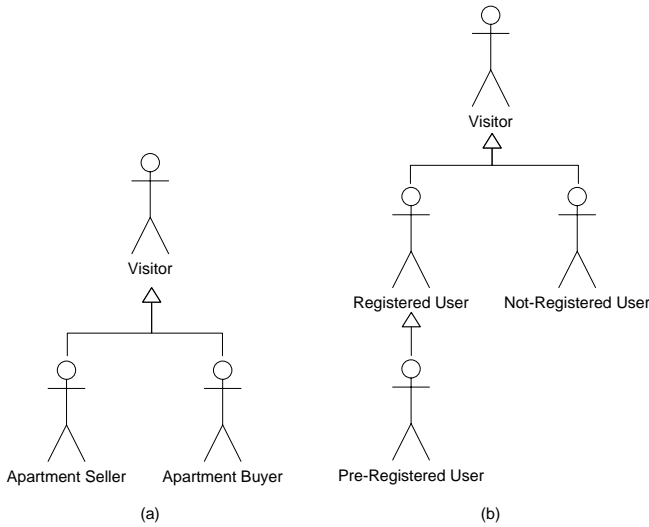 Visitor
Visitor
Registered User
Not-Registered User
Apartment Seller
Apartment Buyer
Pre-Registered User
(a)
(b)